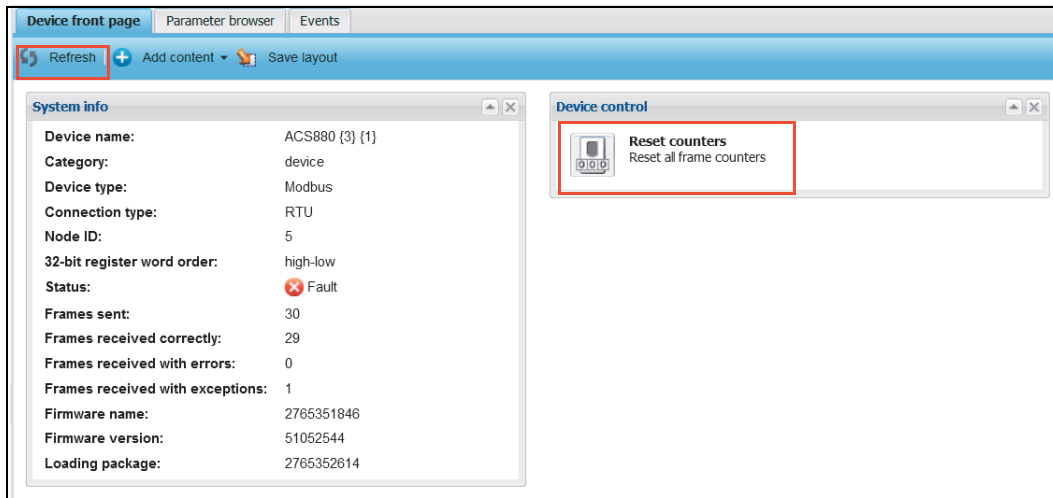 Device front page Parameter browser Events
Refresh Add content Save layout
System info
Device name: ACS880 {3} {1}
Category: device
Device type: Modbus
Connection type: RTU
Node ID: 5
32-bit register word order: high-low
Status: Fault
Frames sent: 30
Frames received correctly: 29
Frames received with errors: 0
Frames received with exceptions: 1
Firmware name: 2765351846
Firmware version: 51052544
Loading package: 2765352614
Device control
Reset counters
Reset all frame counters